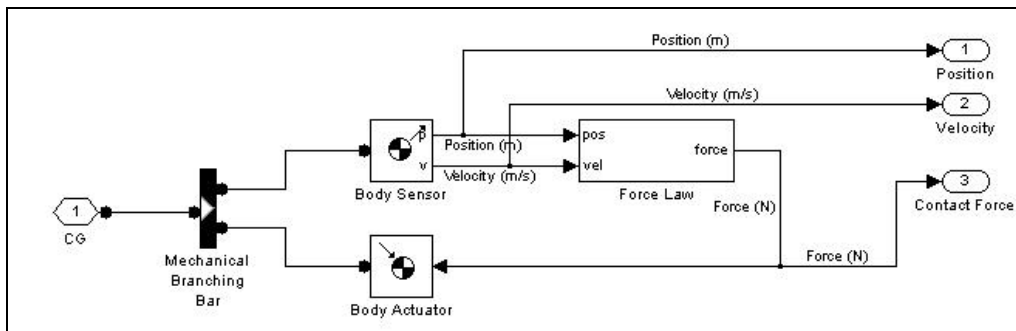 Position (m)
1
Position
Velocity (m/s)
2
Velocity
p
v
Position (m)
Velocity (m/s)
Body Sensor
pos
vel
force
Force Law
Force (N)
3
Contact Force
1
CG
Mechanical
Branching
Bar
Body Actuator
Force (N)